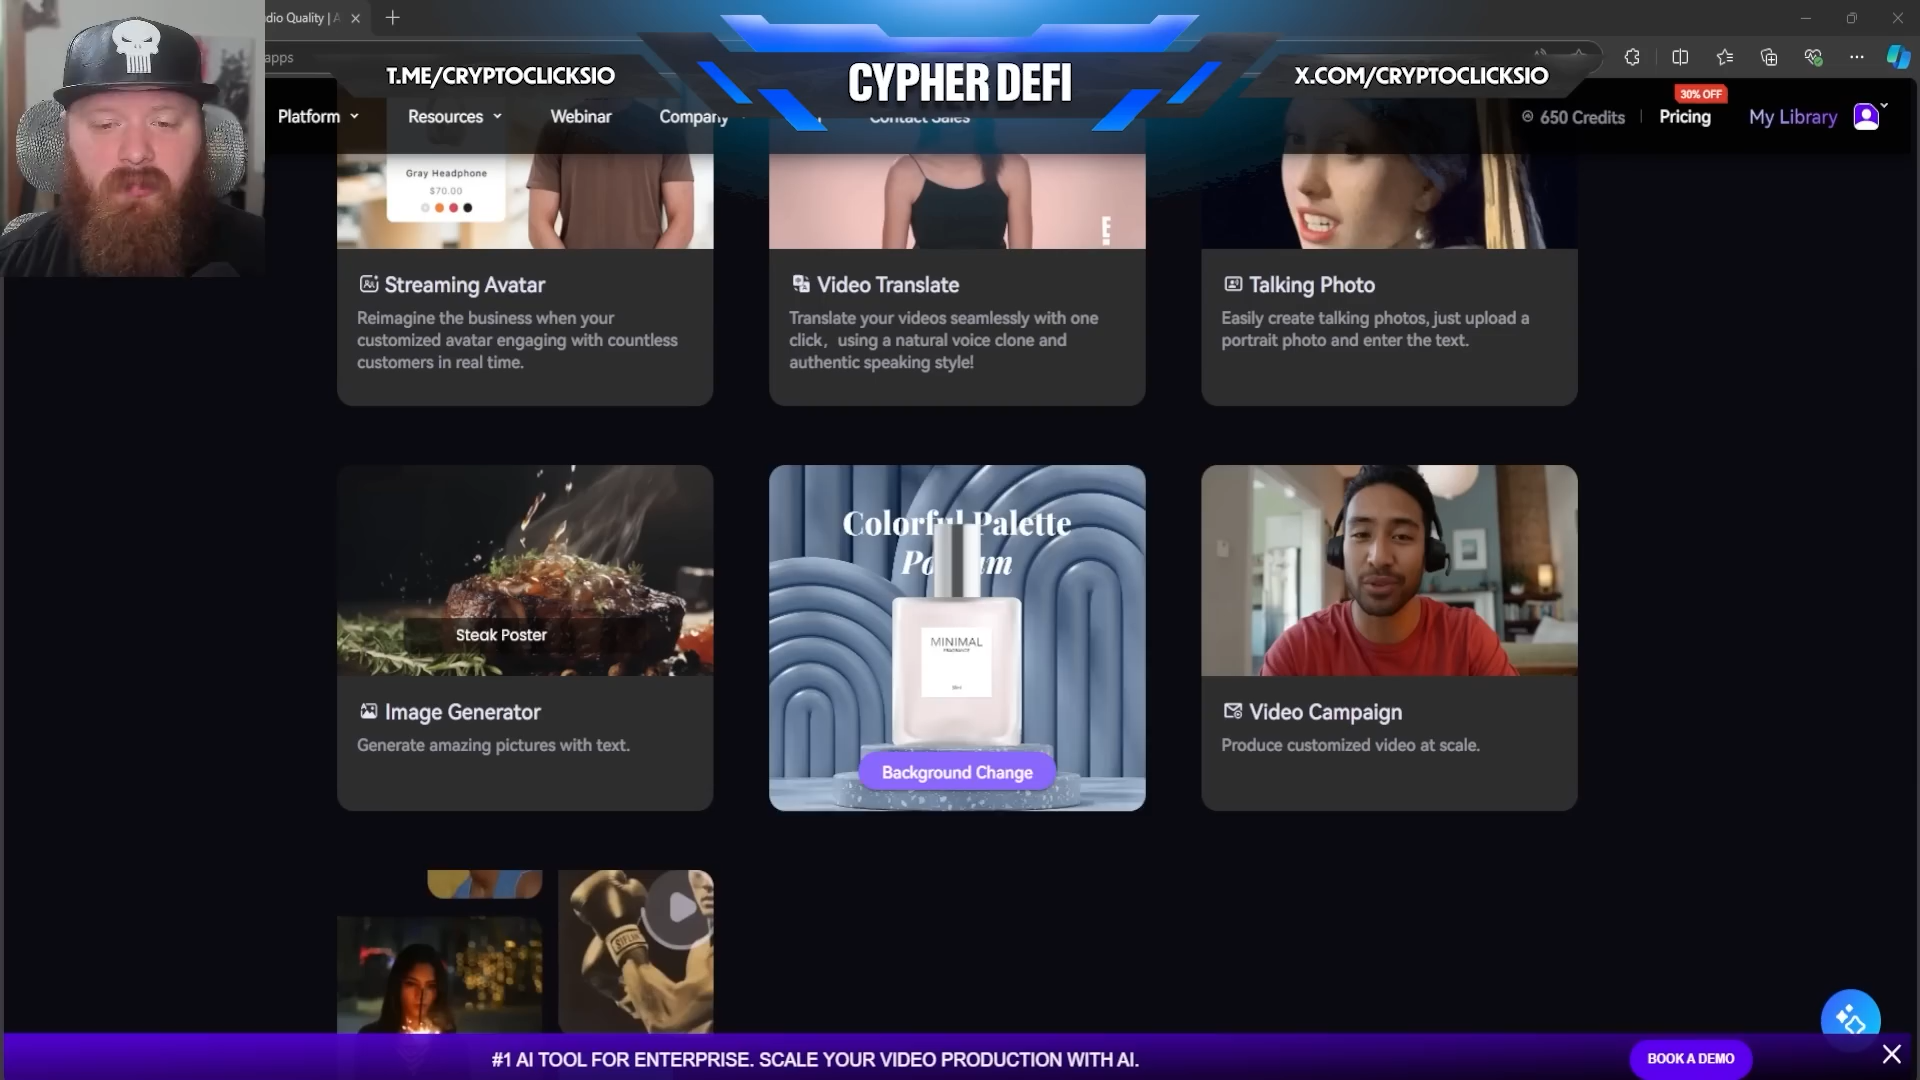 dio Quality | A
apps
T.ME/CRYPTOCLICKSIO
CYPHER DEFI
X.COM/CRYPTOCLICKSIO
30% OFF
Platform
Resources
Webinar
Company
Contact Sales
650 Credits
Pricing
My Library
Gray Headphone
$70.00
E!
Streaming Avatar
Reimagine the business when your
customized avatar engaging with countless
customers in real time.
Video Translate
Translate your videos seamlessly with one
click, using a natural voice clone and
authentic speaking style!
Talking Photo
Easily create talking photos, just upload a
portrait photo and enter the text.
Steak Poster
Image Generator
Generate amazing pictures with text.
Colorful Palette
MINIMAL
FRAGRANCE
Background Change
Video Campaign
Produce customized video at scale.
#1 AI TOOL FOR ENTERPRISE. SCALE YOUR VIDEO PRODUCTION WITH AI.
BOOK A DEMO